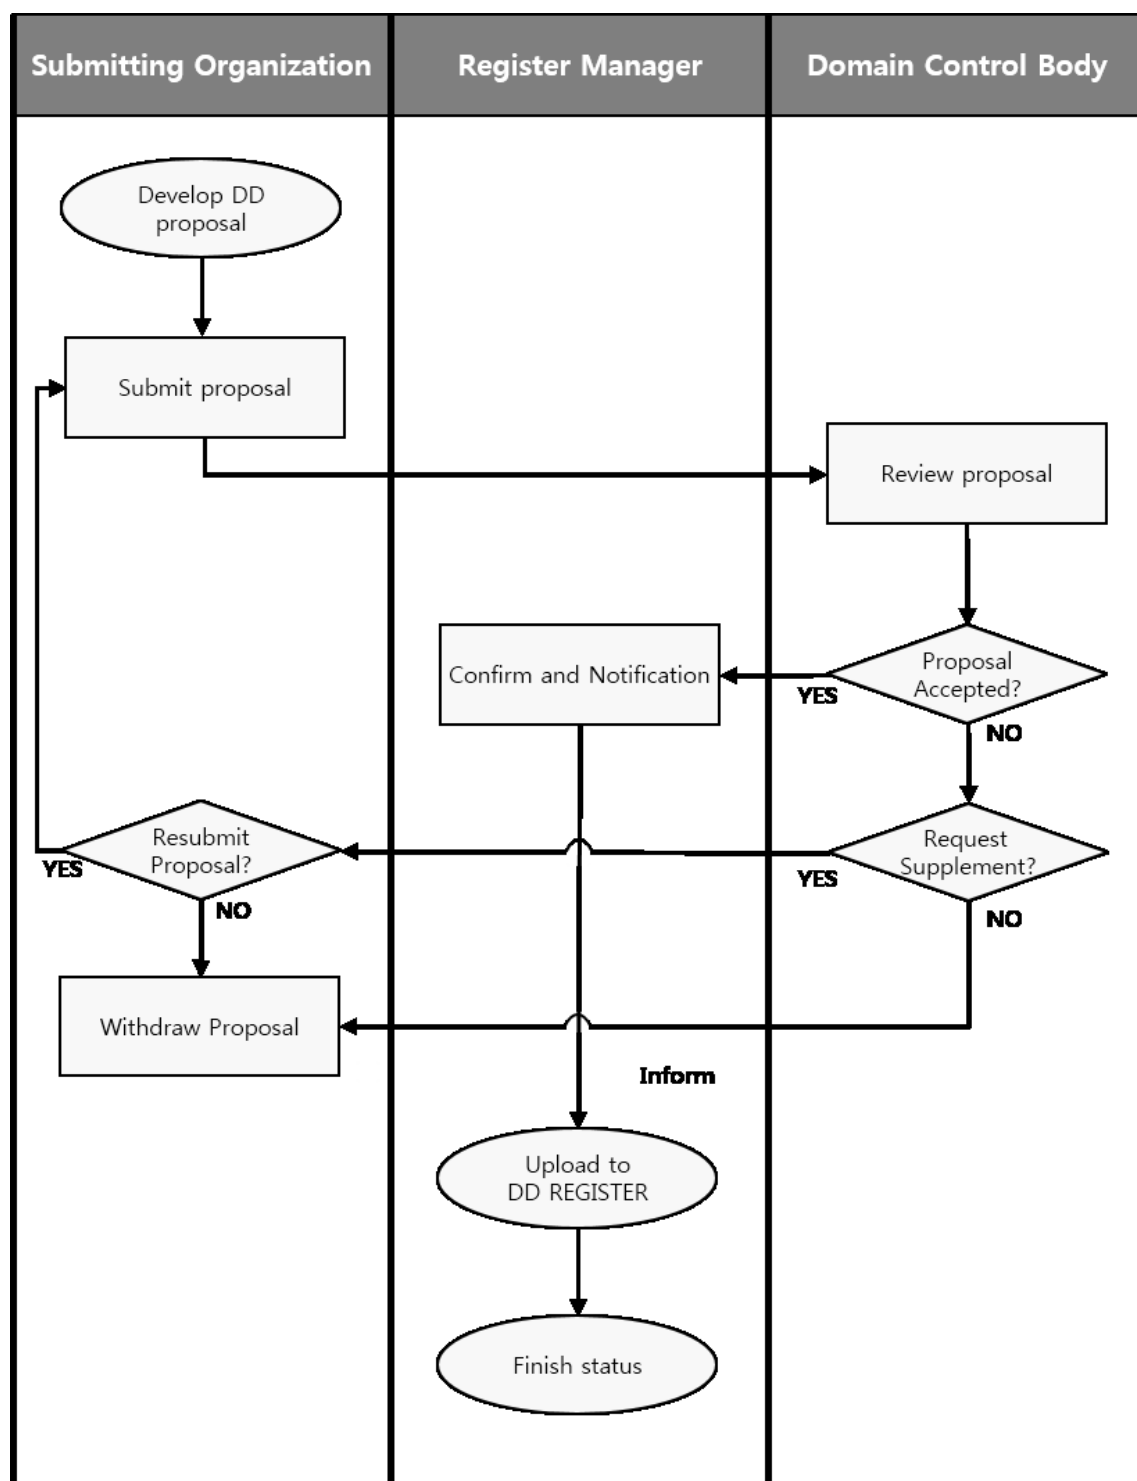 Submitting Organization
Register Manager
Domain Control Body
Develop DD
proposal
Submit proposal
Review proposal
Confirm and Notification
Proposal
Accepted?
YES
NO
Resubmit
Proposal?
YES
NO
Request
Supplement?
YES
NO
Withdraw Proposal
Inform
Upload to
DD REGISTER
Finish status